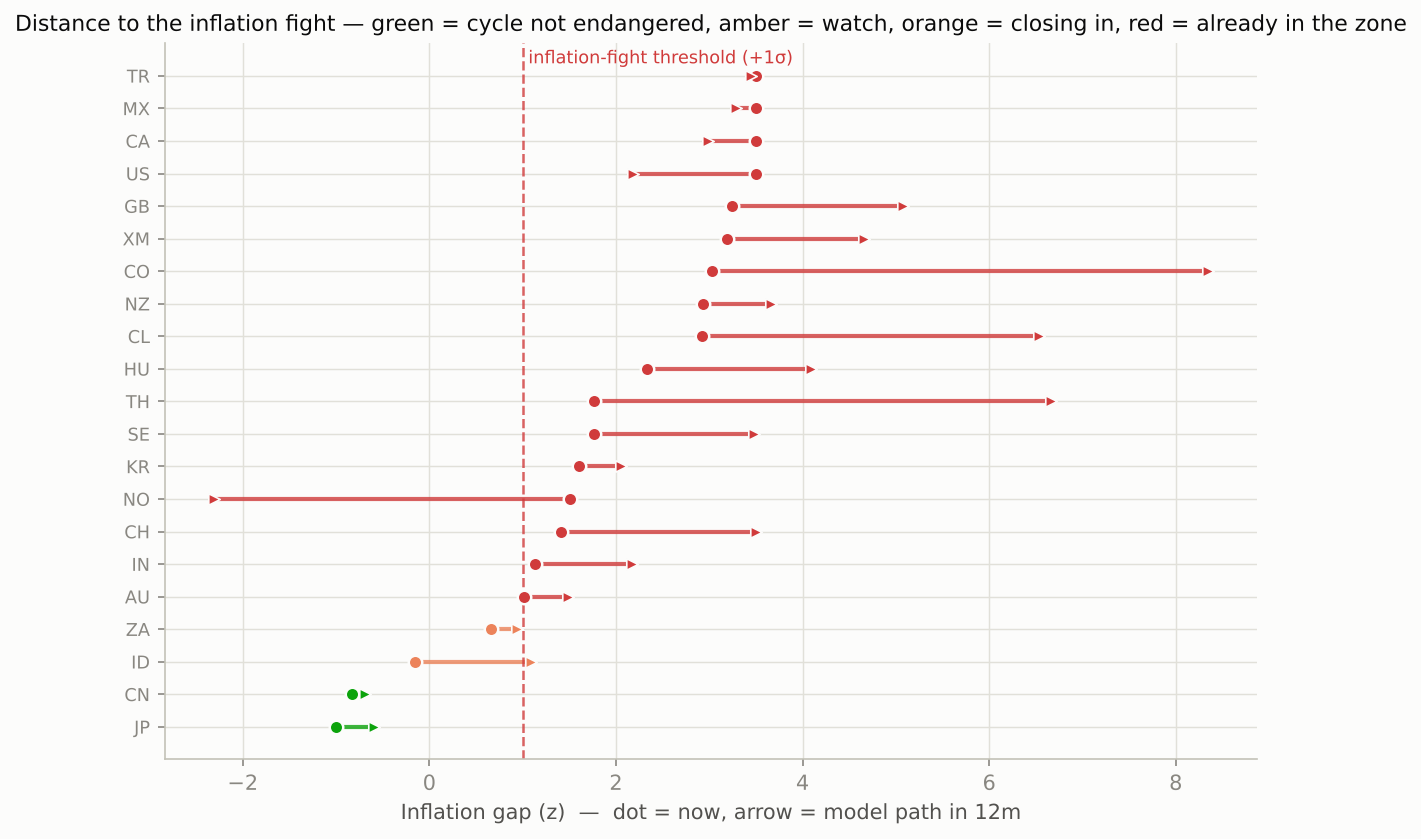 Distance to the inflation fight — green = cycle not endangered, amber = watch, orange = closing in, red = already in the zone
inflation-fight threshold (+1σ)
TR
MX
CA
US
GB
XM
CO
NZ
CL
HU
TH
SE
KR
NO
CH
IN
AU
ZA
ID
CN
JP
−2 0 2 4 6 8
Inflation gap (z) — dot = now, arrow = model path in 12m